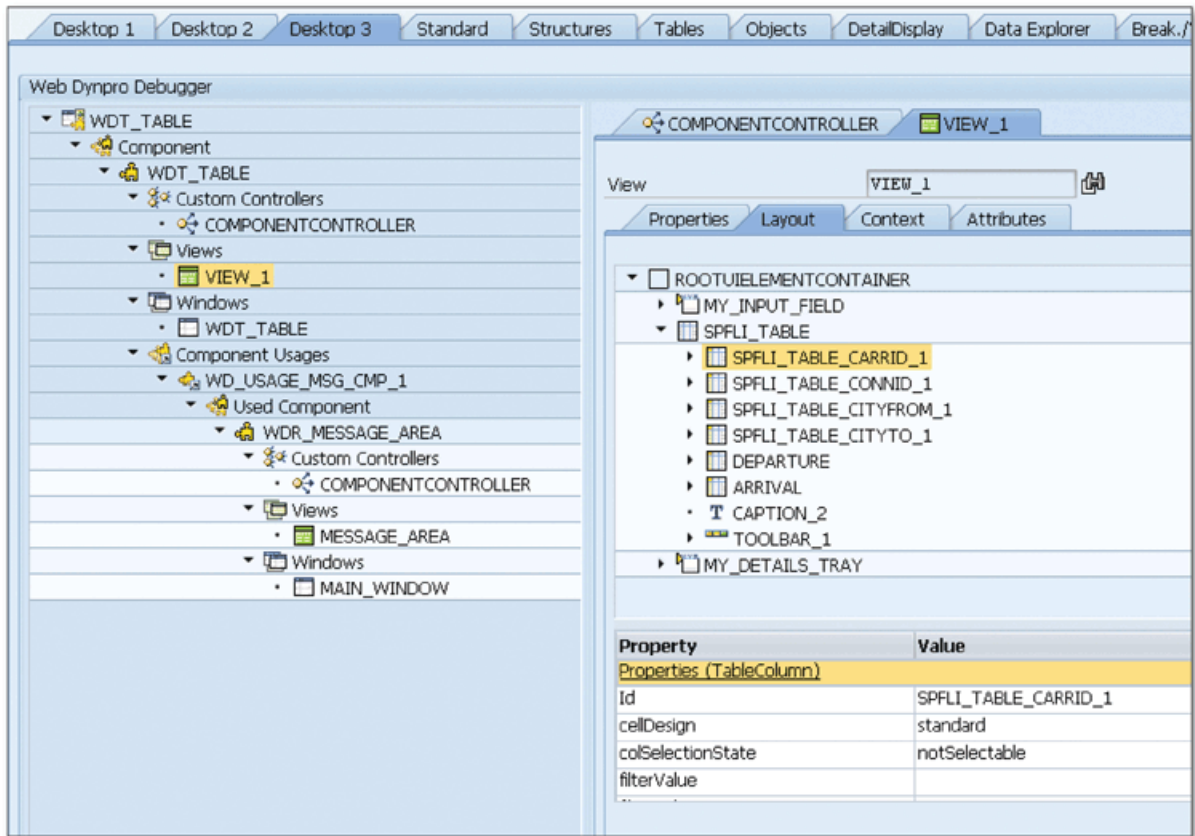 Desktop 1 Desktop 2 Desktop 3 Standard Structures Tables Objects DetailDisplay Data Explorer Break./
Web Dynpro Debugger
WDT_TABLE
Component
WDT_TABLE
Custom Controllers
COMPONENTCONTROLLER
Views
VIEW_1
Windows
WDT_TABLE
Component Usages
WD_USAGE_MSG_CMP_1
Used Component
WDR_MESSAGE_AREA
Custom Controllers
COMPONENTCONTROLLER
Views
MESSAGE_AREA
Windows
MAIN_WINDOW
COMPONENTCONTROLLER VIEW_1
View VIEW_1
Properties Layout Context Attributes
ROOTUIELEMENTCONTAINER
MY_INPUT_FIELD
SPFLI_TABLE
SPFLI_TABLE_CARRID_1
SPFLI_TABLE_CONNID_1
SPFLI_TABLE_CITYFROM_1
SPFLI_TABLE_CITYTO_1
DEPARTURE
ARRIVAL
T CAPTION_2
TOOLBAR_1
MY_DETAILS_TRAY
Property Value
Properties (TableColumn)
Id SPFLI_TABLE_CARRID_1
cellDesign standard
colSelectionState notSelectable
filterValue